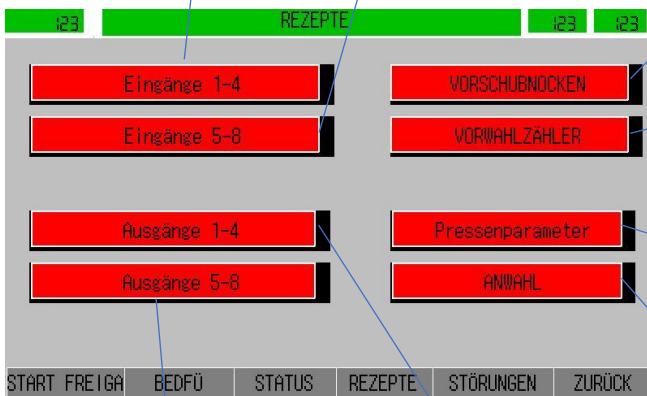 123 REZEPTE 123 123
Eingänge 1-4 VORSCHUBNOCKEN
Eingänge 5-8 VORWAHLZÄHLER
Ausgänge 1-4 Pressenparameter
Ausgänge 5-8 ANWAHL
START FREIGA BEDFÜ STATUS REZEPTE STÖRUNGEN ZURÜCK